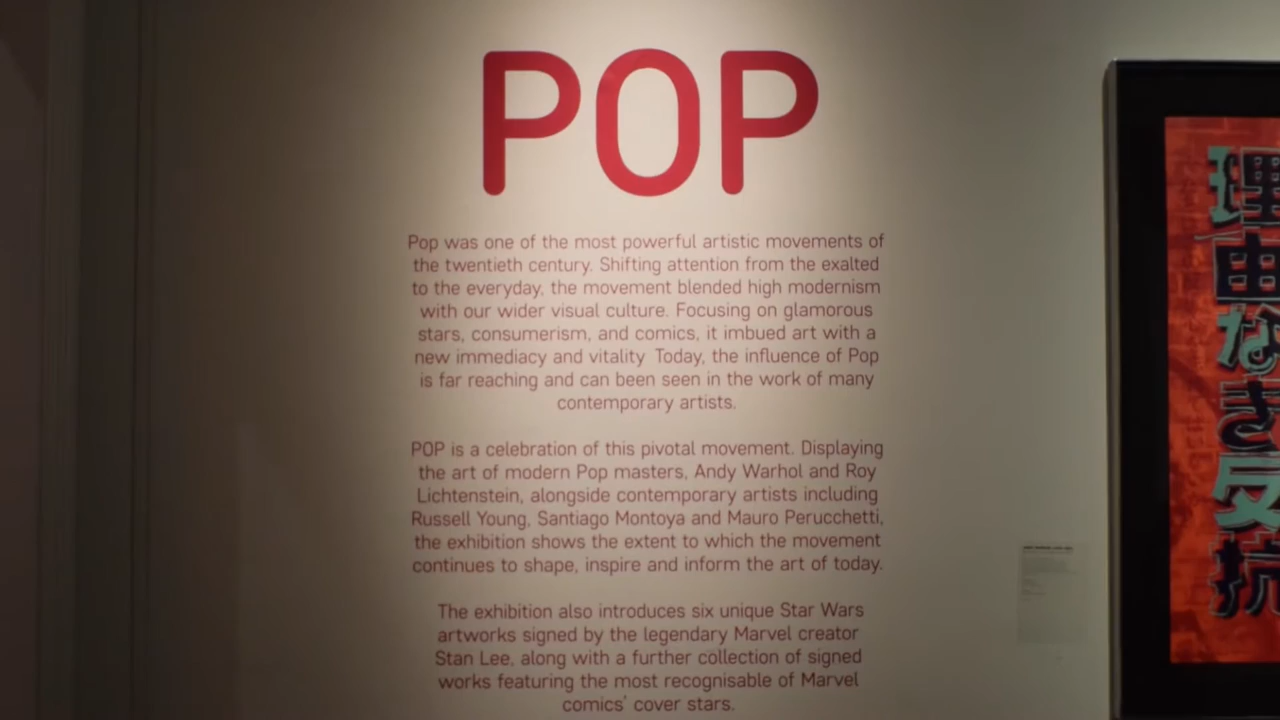 POP
Pop was one of the most powerful artistic movements of
the twentieth century. Shifting attention from the exalted
to the everyday, the movement blended high modernism
with our wider visual culture. Focusing on glamorous
stars, consumerism, and comics, it imbued art with a
new immediacy and vitality Today, the influence of Pop
is far reaching and can been seen in the work of many
contemporary artists.
POP is a celebration of this pivotal movement. Displaying
the art of modern Pop masters, Andy Warhol and Roy
Lichtenstein, alongside contemporary artists including
Russell Young, Santiago Montoya and Mauro Perucchetti,
the exhibition shows the extent to which the movement
continues to shape, inspire and inform the art of today.
The exhibition also introduces six unique Star Wars
artworks signed by the legendary Marvel creator
Stan Lee, along with a further collection of signed
works featuring the most recognisable of Marvel
comics' cover stars.
理由なき反抗